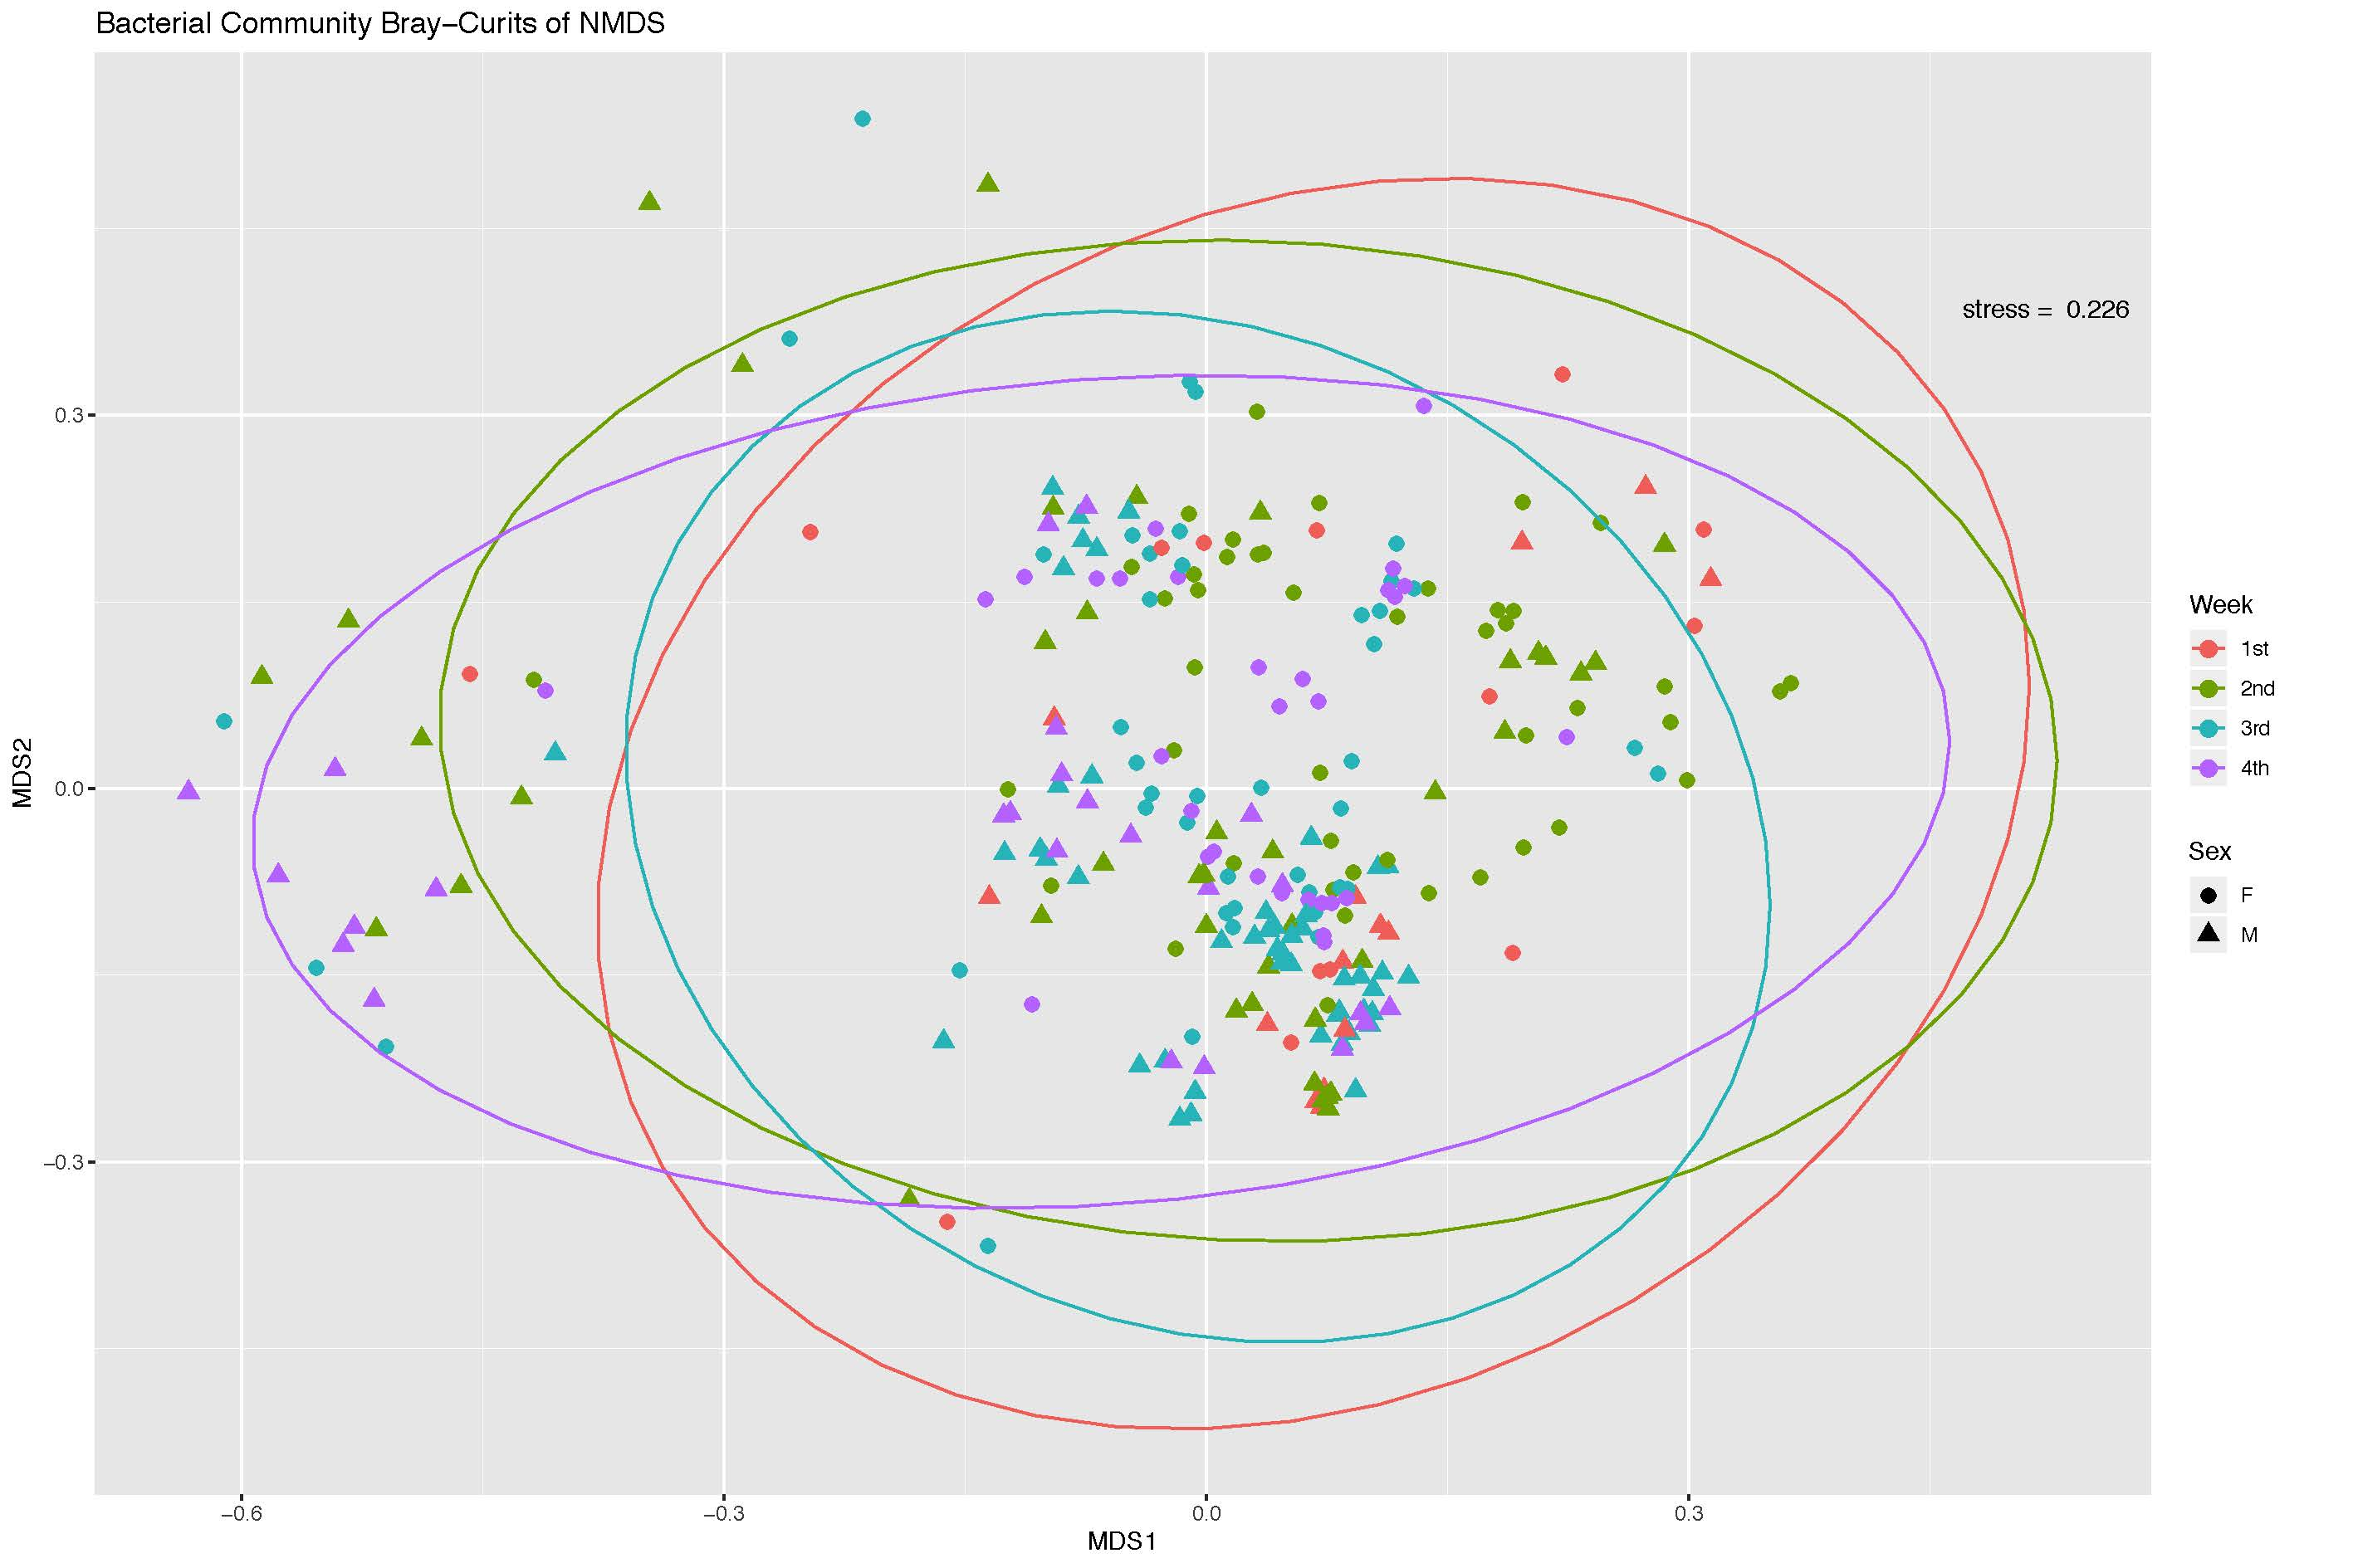 Bacterial Community Bray−Curits of NMDS
stress = 0.226
0.3
0.0
−0.3
MDS2
−0.6
−0.3
0.0
0.3
MDS1
Week
1st
2nd
3rd
4th
Sex
F
M